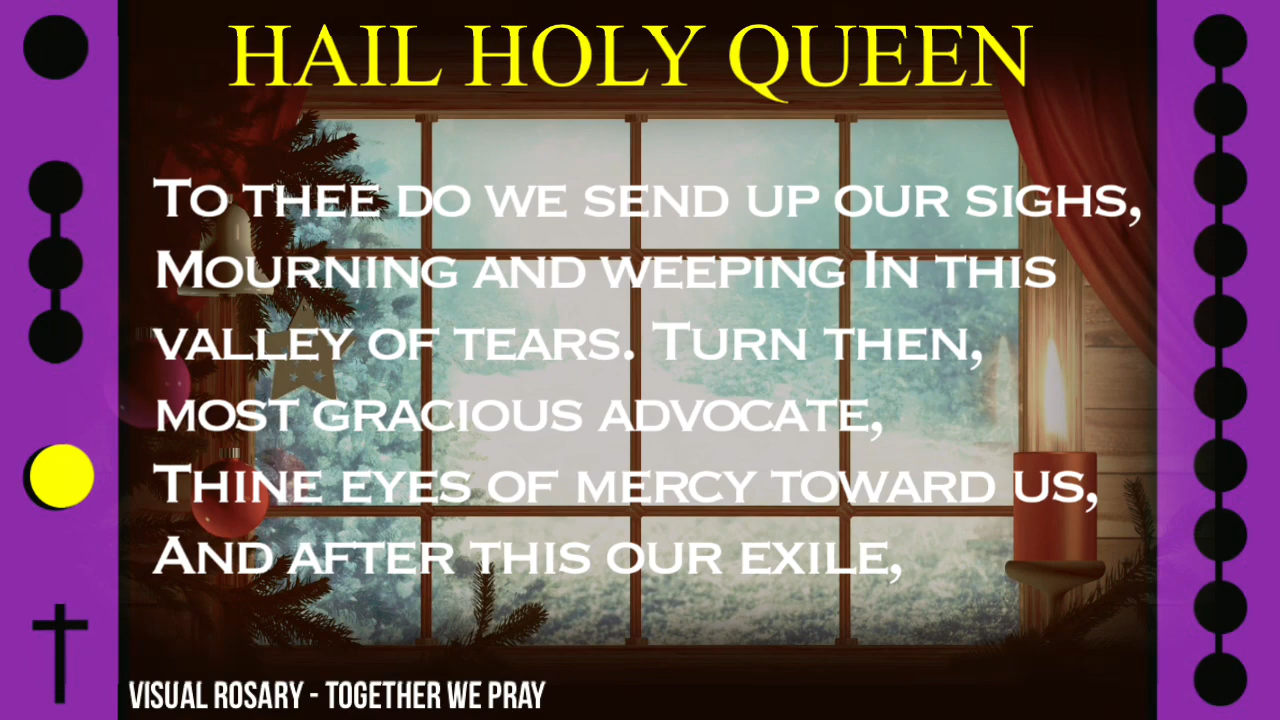 HAIL HOLY QUEEN
To thee do we send up our sighs,
Mourning and weeping In this
valley of tears. Turn then,
most gracious advocate,
Thine eyes of mercy toward us,
And after this our exile,
VISUAL ROSARY - TOGETHER WE PRAY